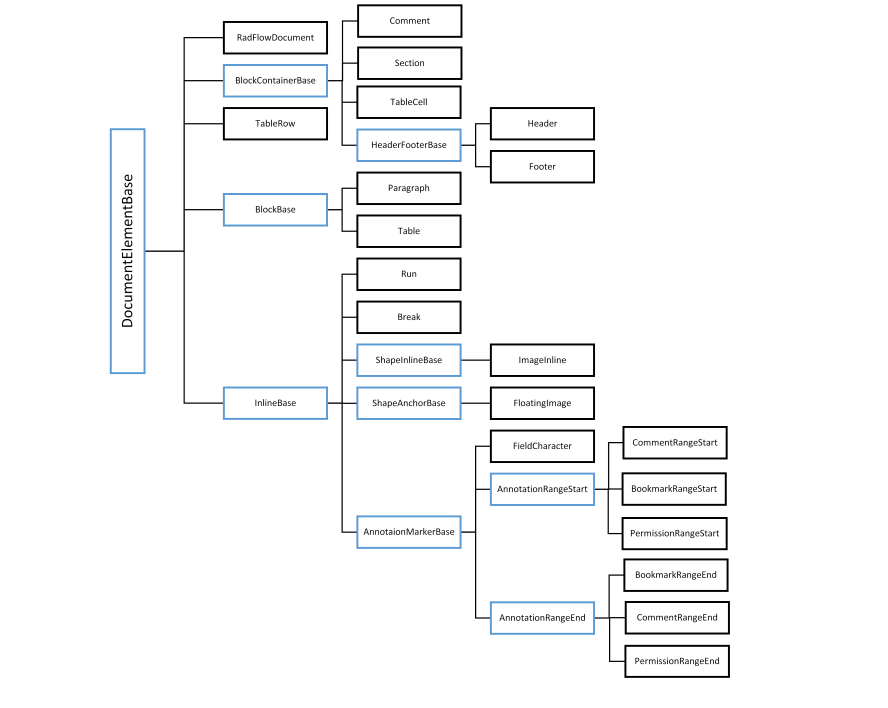 DocumentElementBase
RadFlowDocument
BlockContainerBase
Comment
Section
TableCell
HeaderFooterBase
Header
Footer
TableRow
BlockBase
Paragraph
Table
InlineBase
Run
Break
ShapeInlineBase
ImageInline
ShapeAnchorBase
FloatingImage
AnnotaionMarkerBase
FieldCharacter
AnnotationRangeStart
CommentRangeStart
BookmarkRangeStart
PermissionRangeStart
AnnotationRangeEnd
BookmarkRangeEnd
CommentRangeEnd
PermissionRangeEnd